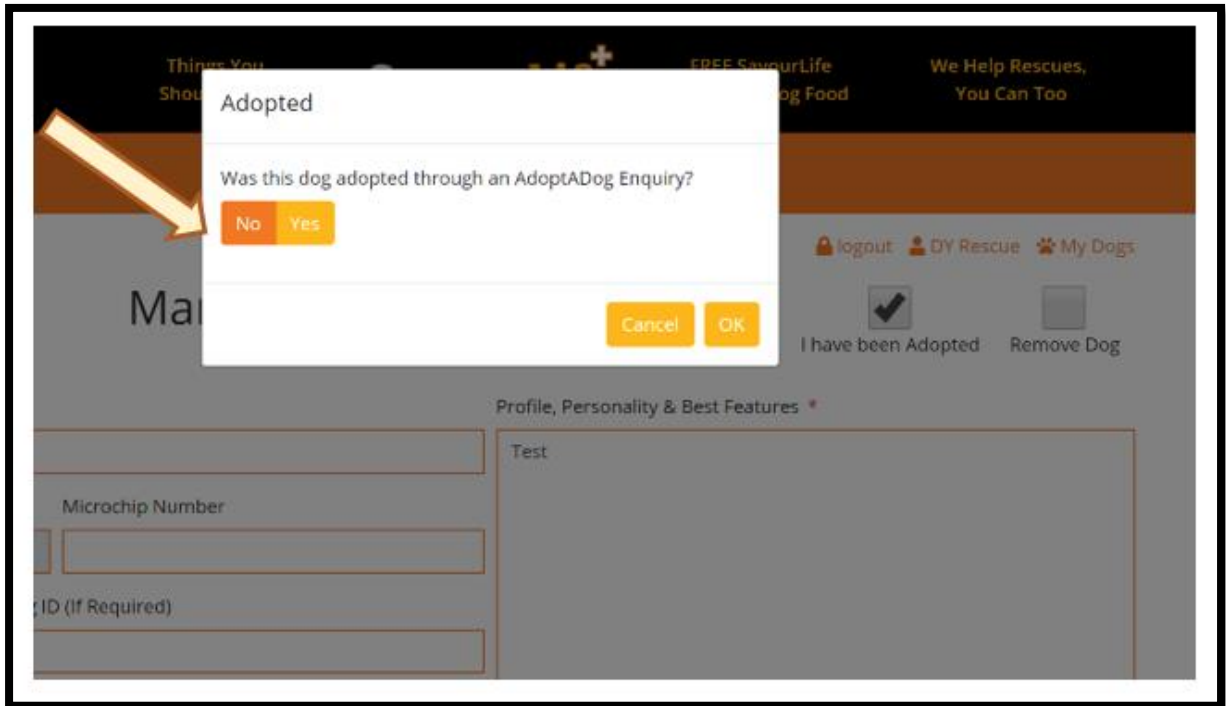 Things You
Shou
FREE SavourLife
og Food
We Help Rescues,
You Can Too
Adopted
Was this dog adopted through an AdoptADog Enquiry?
No Yes
Cancel OK
logout DY Rescue My Dogs
Mar
I have been Adopted Remove Dog
Profile, Personality & Best Features *
Test
Microchip Number
ID (If Required)